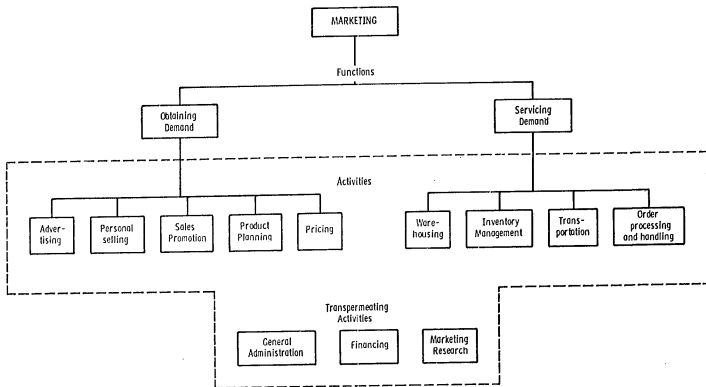 MARKETING
Functions
Obtaining
Demand
Servicing
Demand
Activities
Adver-
tising
Personal
selling
Sales
Promotion
Product
Planning
Pricing
Ware-
housing
Inventory
Management
Trans-
portation
Order
processing
and handling
Transpermeating
Activities
General
Administration
Financing
Marketing
Research